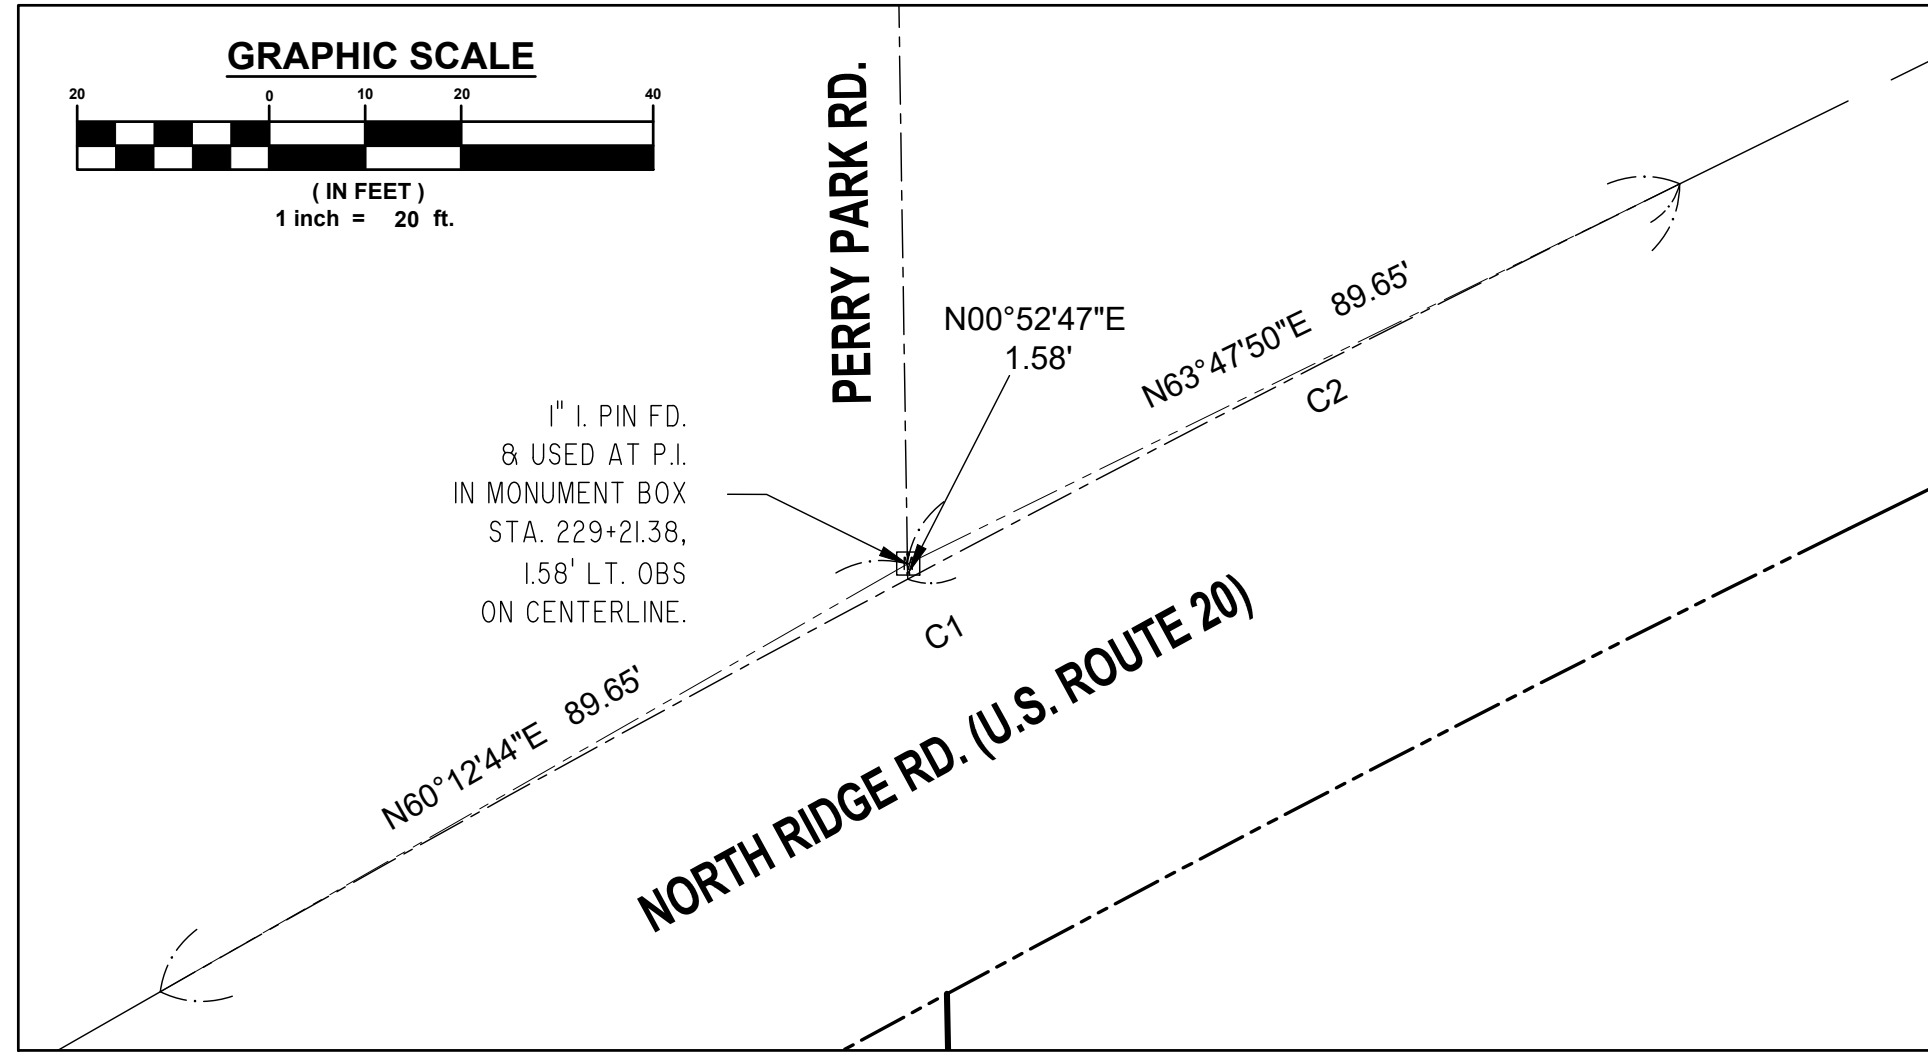 GRAPHIC SCALE
20 0 10 20 40
( IN FEET )
1 inch = 20 ft.
PERRY PARK RD.
N00°52'47"E
1.58'
N63°47'50"E 89.65'
C2
1" I. PIN FD.
& USED AT P.I.
IN MONUMENT BOX
STA. 229+21.38,
1.58' LT. OBS
ON CENTERLINE.
C1
N60°12'44"E 89.65'
NORTH RIDGE RD. (U.S. ROUTE 20)